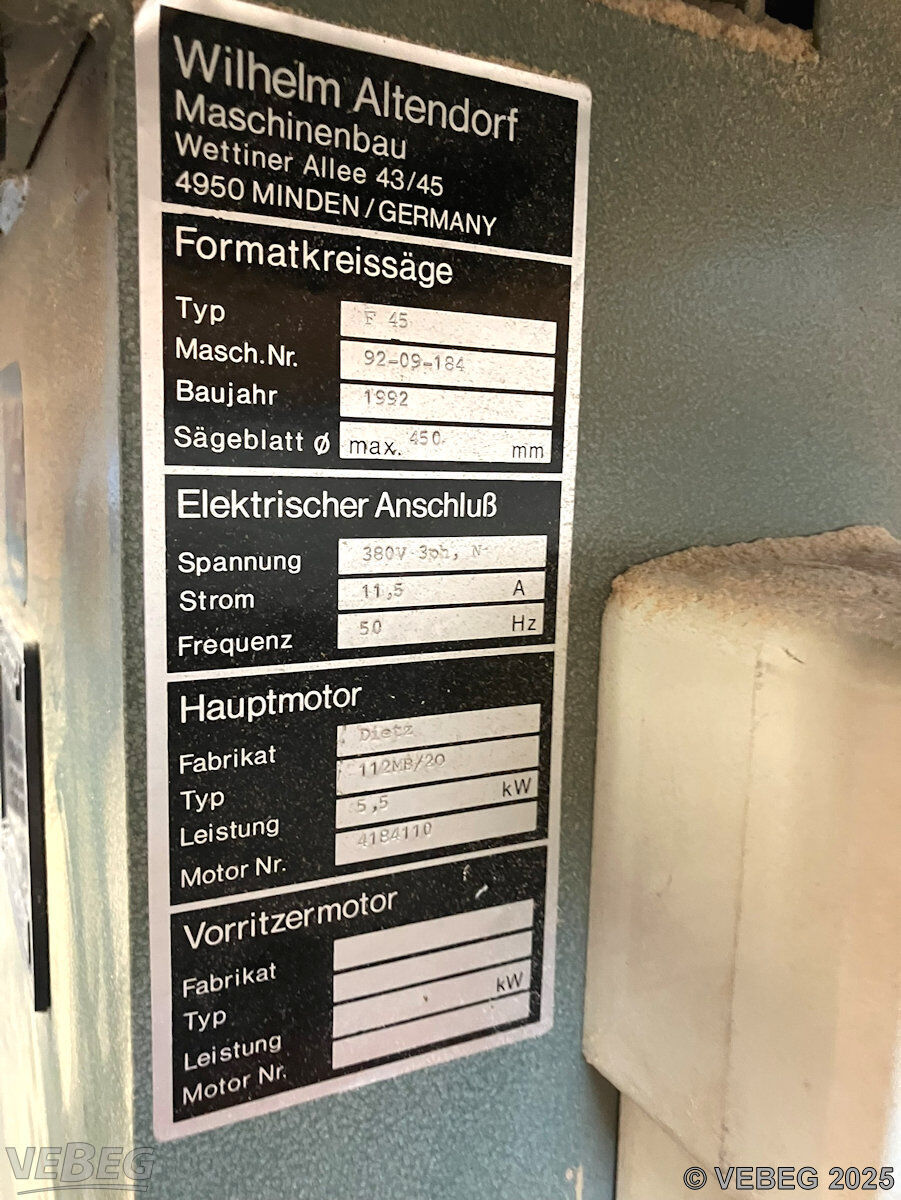 Wilhelm Altendorf
Maschinenbau
Wettiner Allee 43/45
4950 MINDEN/GERMANY
Formatkreissäge
Typ F 45
Masch.Nr. 92-09-184
Baujahr 1992
Sägeblatt ø max. 450 mm
Elektrischer Anschluß
Spannung 380V 3ph, N
Strom 11,5 A
Frequenz 50 Hz
Hauptmotor
Fabrikat Dietz
Typ 112MB/20
Leistung 5,5 kW
Motor Nr. 4184110
Vorritzermotor
Fabrikat
Typ
Leistung kW
Motor Nr.
VEBEG
© VEBEG 2025